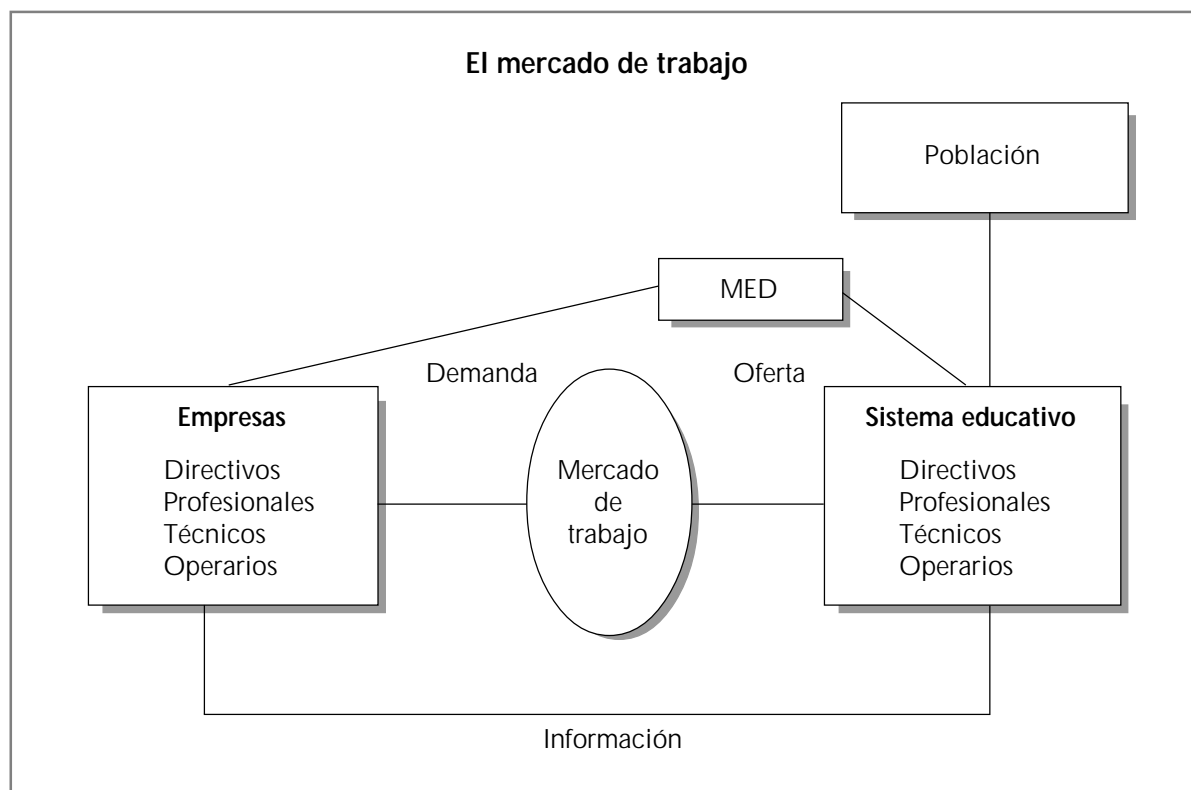 El mercado de trabajo
Población
MED
Demanda
Oferta
Empresas
Directivos
Profesionales
Técnicos
Operarios
Mercado
de
trabajo
Sistema educativo
Directivos
Profesionales
Técnicos
Operarios
Información